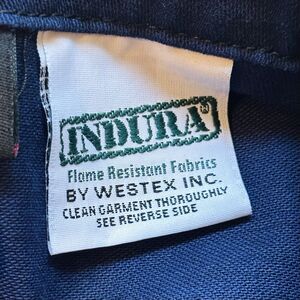 INDURA®
Flame Resistant Fabrics
BY WESTEX INC.
CLEAN GARMENT THOROUGHLY
SEE REVERSE SIDE